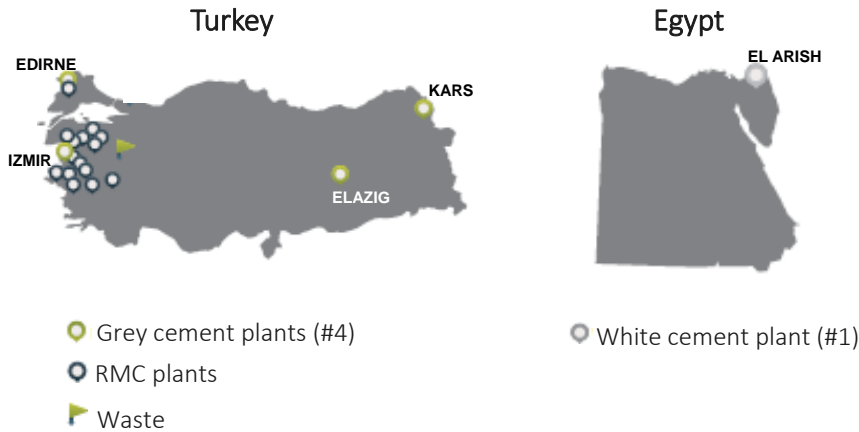 Turkey
Egypt
EDIRNE
KARS
IZMIR
ELAZIG
EL ARISH
Grey cement plants (#4)
RMC plants
Waste
White cement plant (#1)